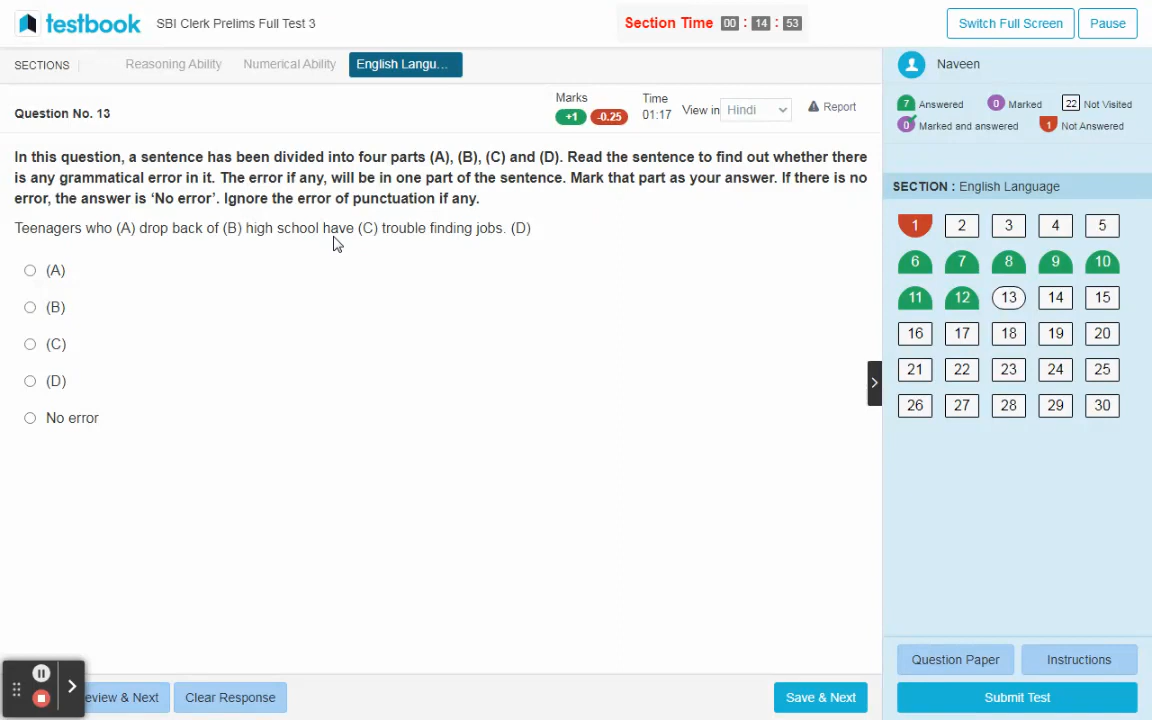 testbook
SBI Clerk Prelims Full Test 3
Section Time 00 : 14 : 53
Switch Full Screen
Pause
SECTIONS
Reasoning Ability
Numerical Ability
English Langu...
Naveen
Question No. 13
Marks
+1 -0.25
Time
01:17
View in Hindi
Report
7 Answered
0 Marked
22 Not Visited
0 Marked and answered
1 Not Answered
In this question, a sentence has been divided into four parts (A), (B), (C) and (D). Read the sentence to find out whether there
is any grammatical error in it. The error if any, will be in one part of the sentence. Mark that part as your answer. If there is no
error, the answer is ‘No error’. Ignore the error of punctuation if any.
Teenagers who (A) drop back of (B) high school have (C) trouble finding jobs. (D)
(A)
(B)
(C)
(D)
No error
SECTION : English Language
1 2 3 4 5
6 7 8 9 10
11 12 13 14 15
16 17 18 19 20
21 22 23 24 25
26 27 28 29 30
eview & Next
Clear Response
Save & Next
Question Paper
Instructions
Submit Test